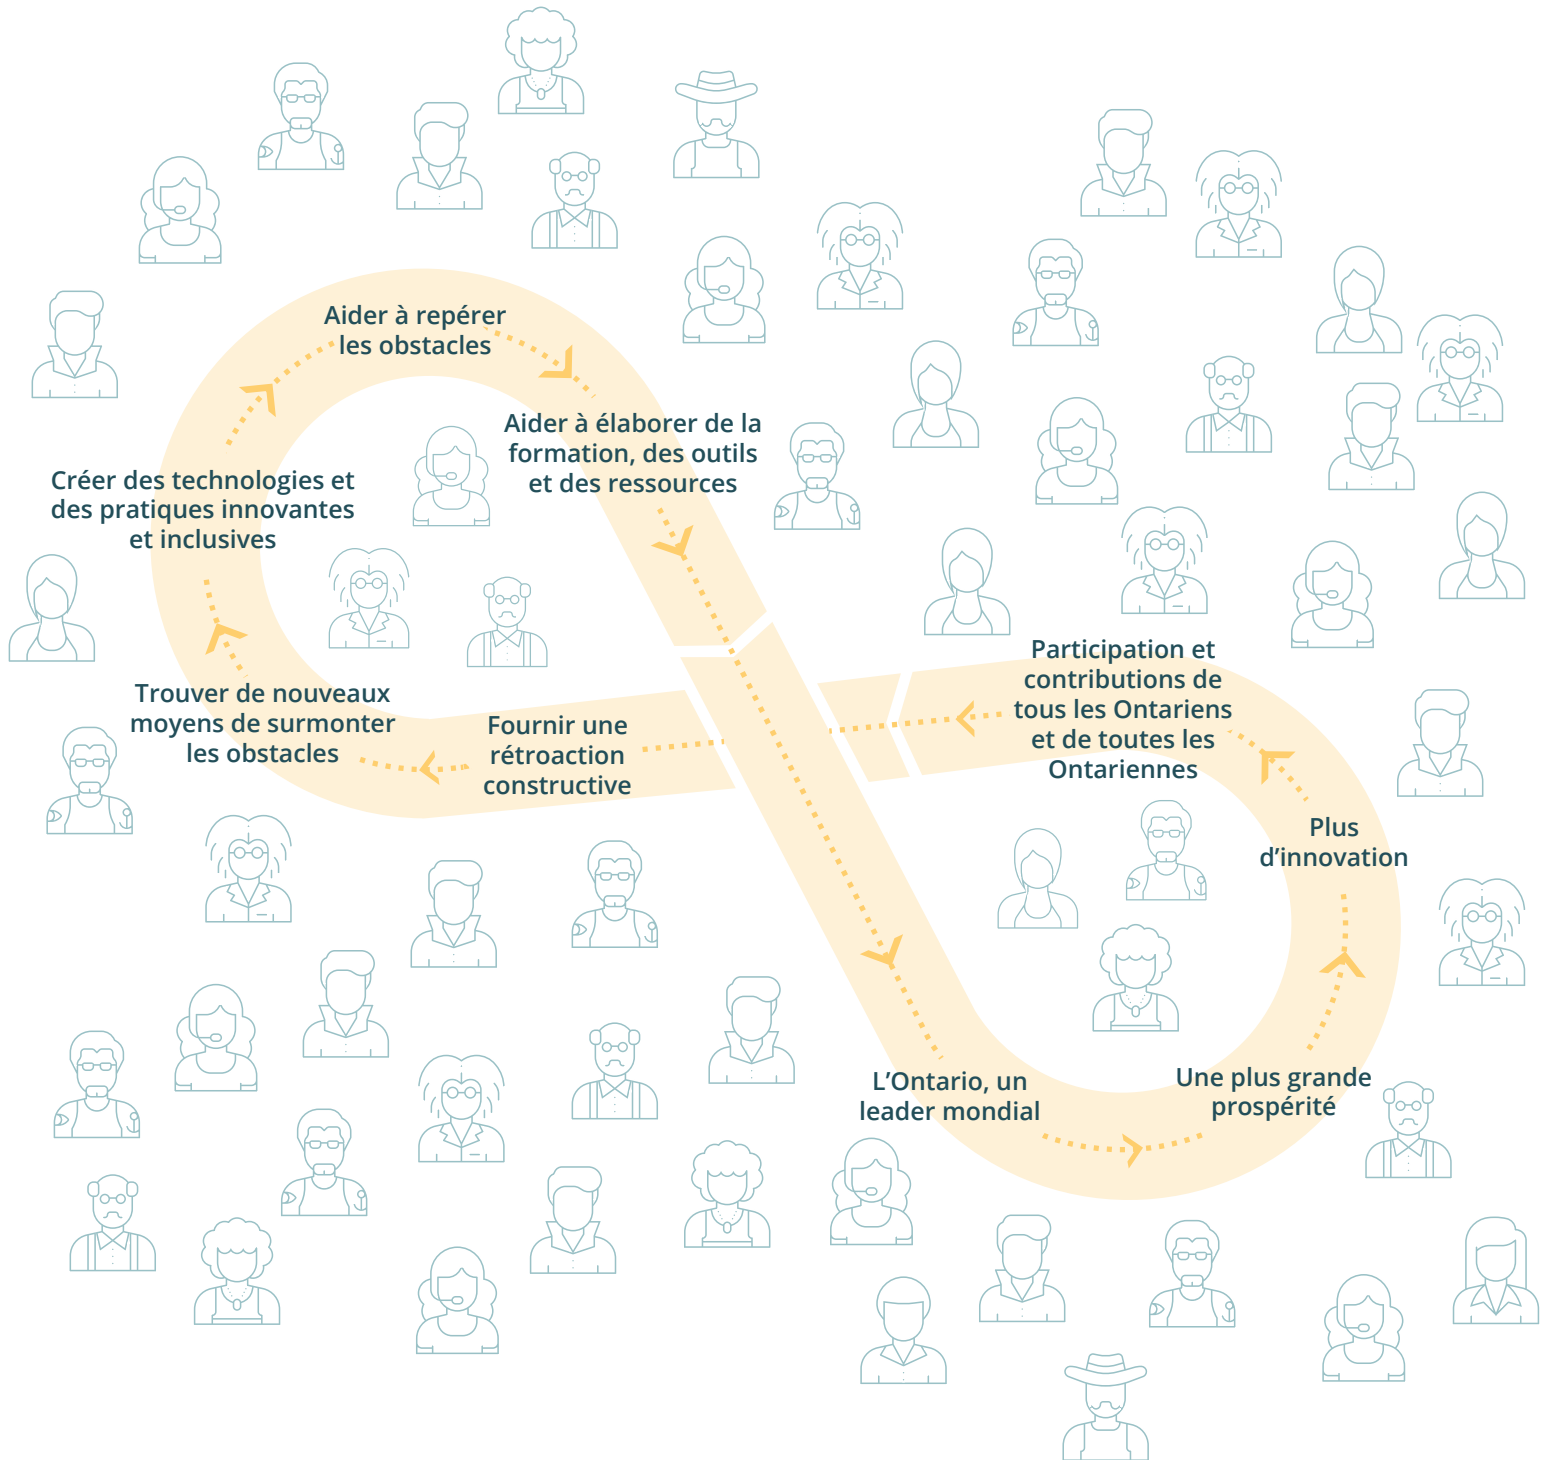 Aider à repérer
les obstacles
Aider à élaborer de la
formation, des outils
et des ressources
Créer des technologies et
des pratiques innovantes
et inclusives
Trouver de nouveaux
moyens de surmonter
les obstacles
Fournir une
rétroaction
constructive
Participation et
contributions de
tous les Ontariens
et de toutes les
Ontariennes
Plus
d’innovation
L’Ontario, un
leader mondial
Une plus grande
prospérité